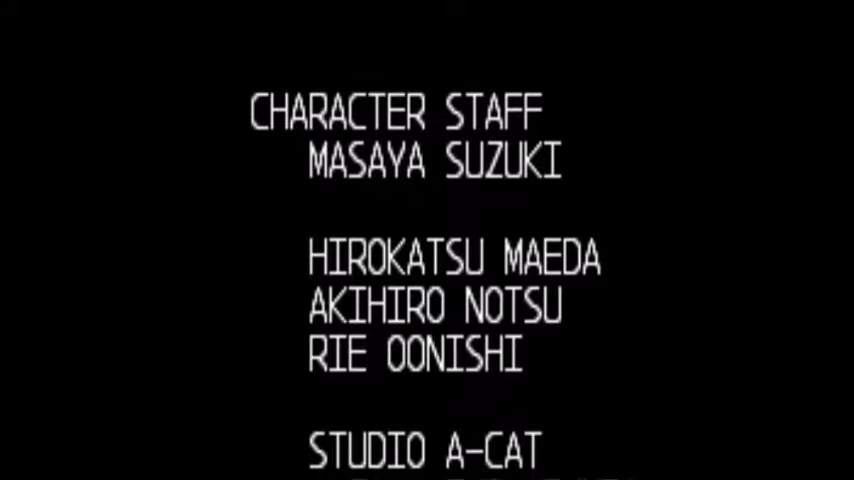 CHARACTER STAFF
MASAYA SUZUKI
HIROKATSU MAEDA
AKIHIRO NOTSU
RIE OONISHI
STUDIO A-CAT